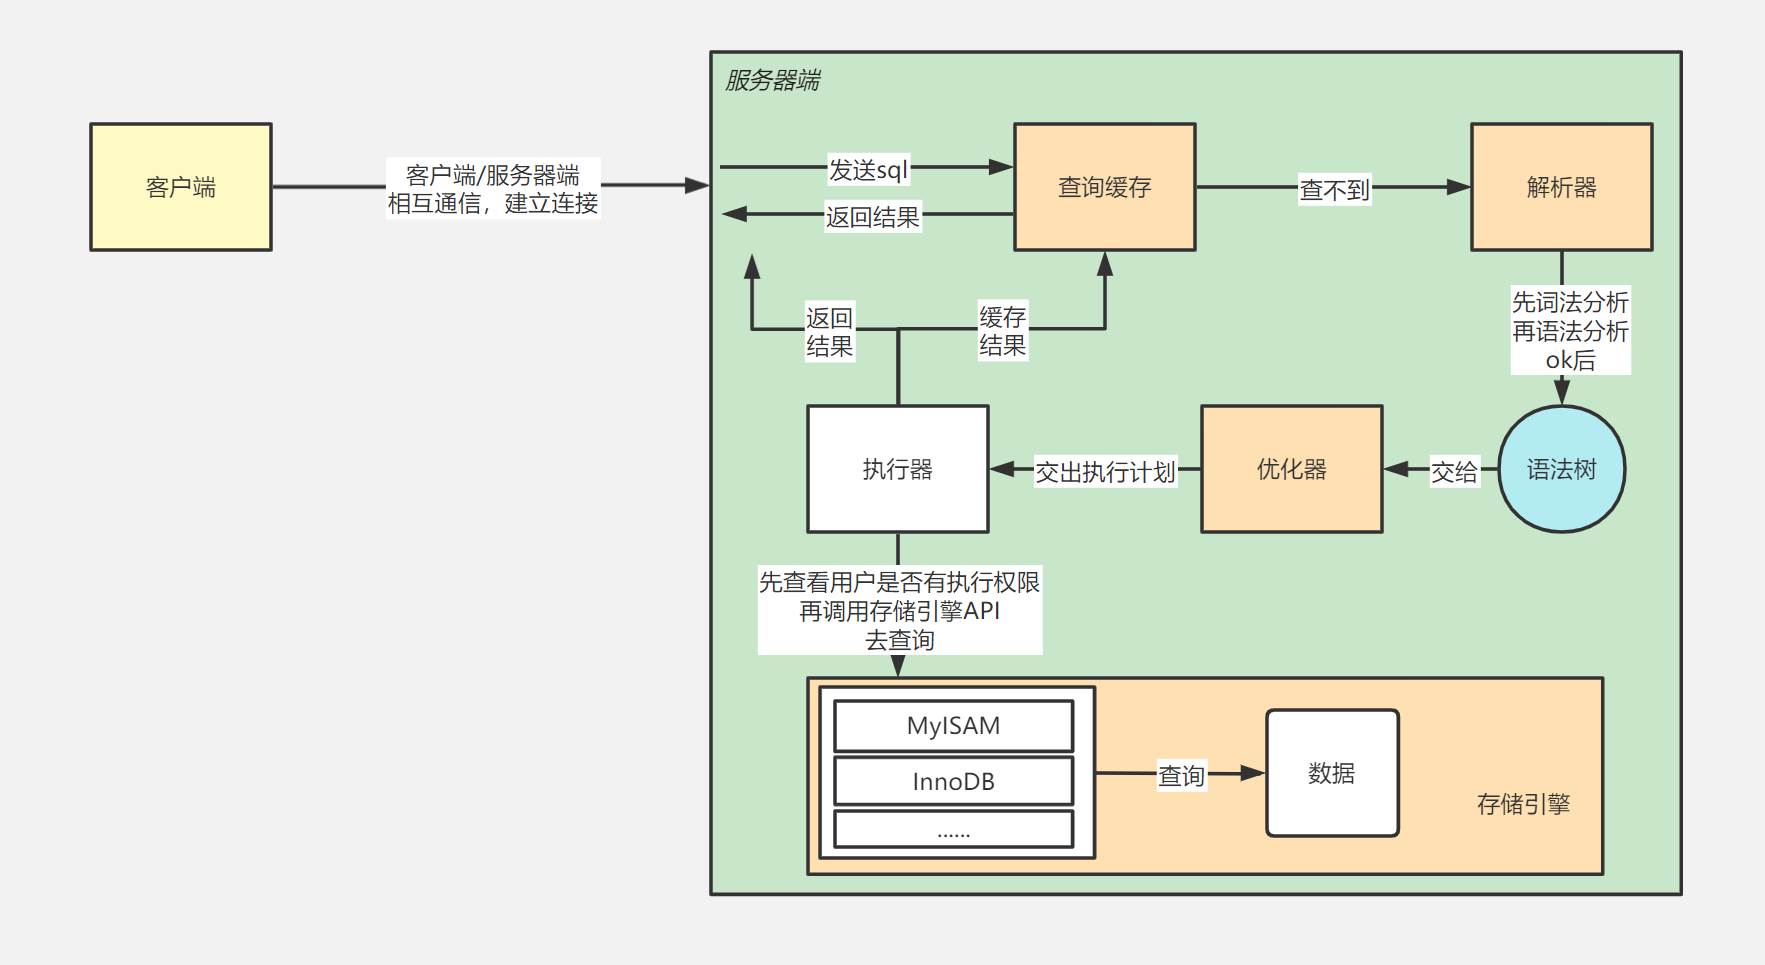 服务器端
客户端
客户端/服务器端
相互通信，建立连接
发送sql
返回结果
查询缓存
查不到
解析器
先词法分析
再语法分析
ok后
返回
结果
缓存
结果
执行器
交出执行计划
优化器
交给
语法树
先查看用户是否有执行权限
再调用存储引擎API
去查询
MyISAM
InnoDB
......
查询
数据
存储引擎